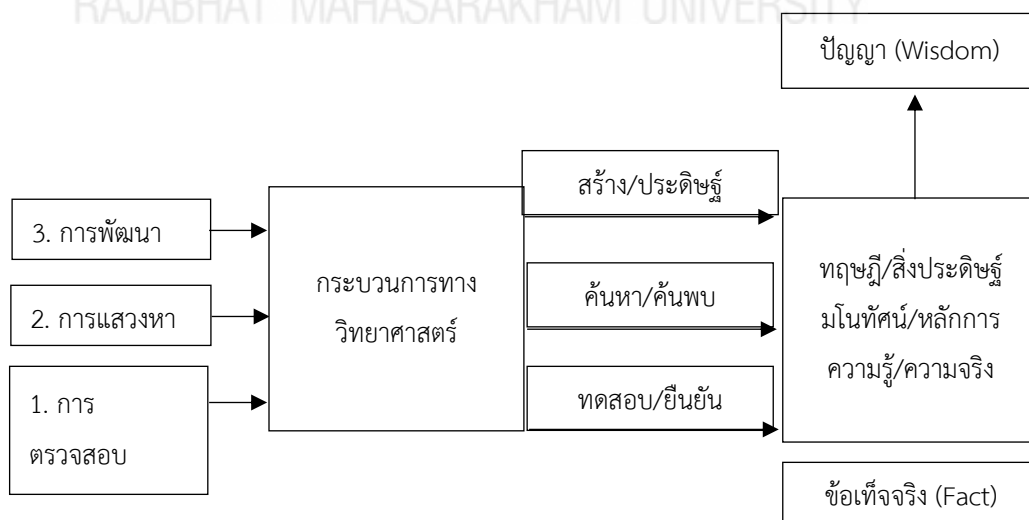 RAJABHAT MAHASARAKHAM UNIVERSITY
ปัญญา (Wisdom)
สร้าง/ประดิษฐ์
3. การพัฒนา
กระบวนการทาง
วิทยาศาสตร์
ทฤษฎี/สิ่งประดิษฐ์
มโนทัศน์/หลักการ
ความรู้/ความจริง
ค้นหา/ค้นพบ
2. การแสวงหา
ทดสอบ/ยืนยัน
1. การ
ตรวจสอบ
ข้อเท็จจริง (Fact)